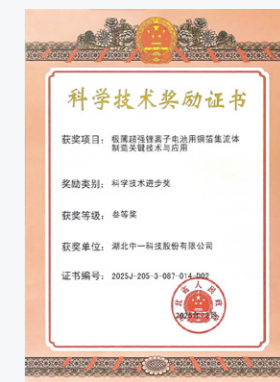 科学技术奖励证书
获奖项目：极薄超强锂离子电池用铜箔集流体
制造关键技术与应用
奖励类别：科学技术进步奖
获奖等级：叁等奖
获奖单位：湖北中一科技股份有限公司
证书编号：2025J-205-3-087-014-D02